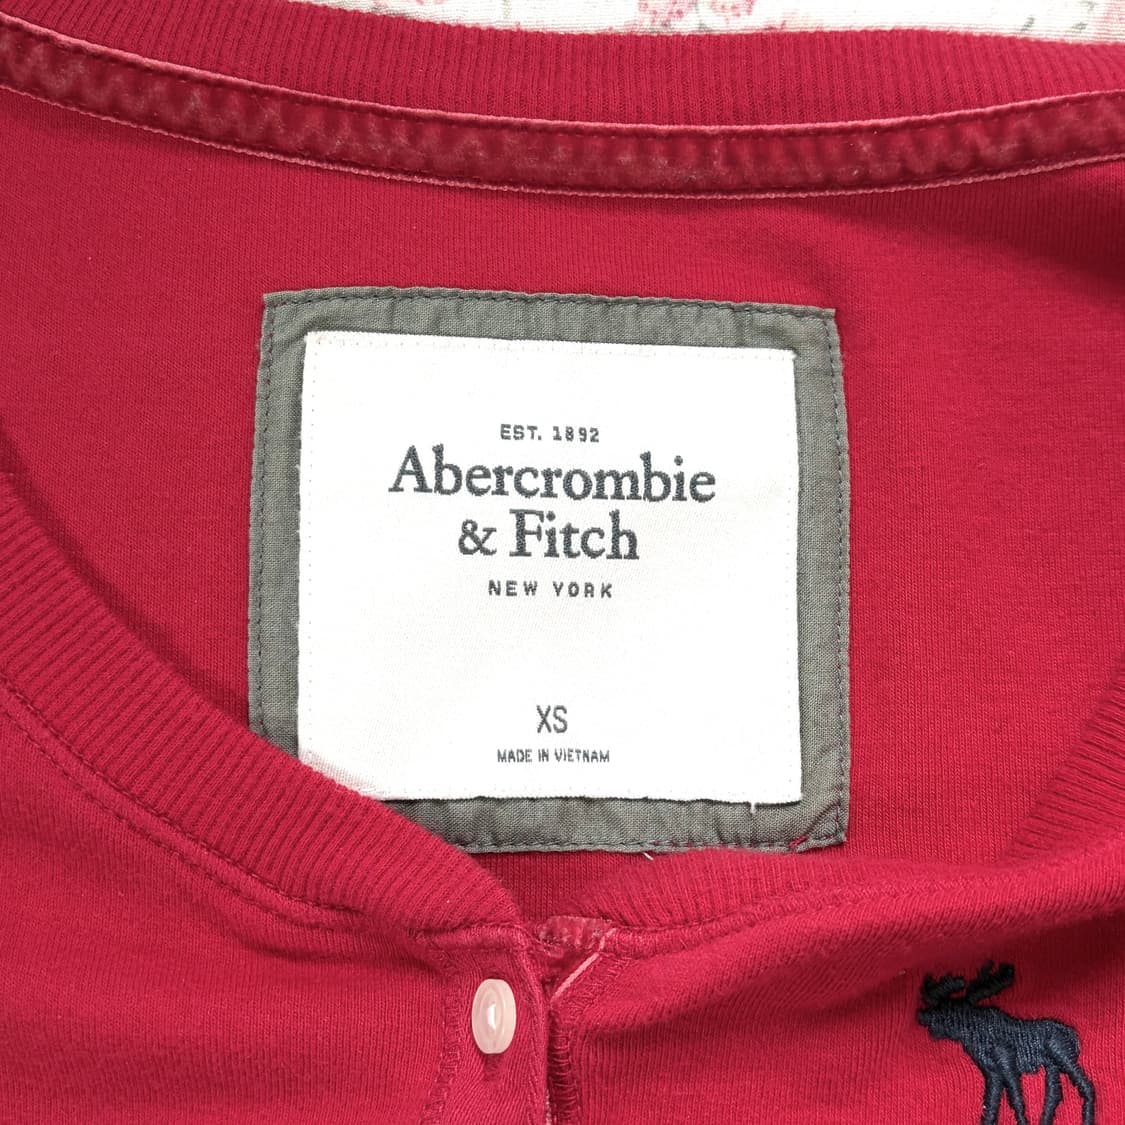 EST. 1892
Abercrombie
& Fitch
NEW YORK
XS
MADE IN VIETNAM